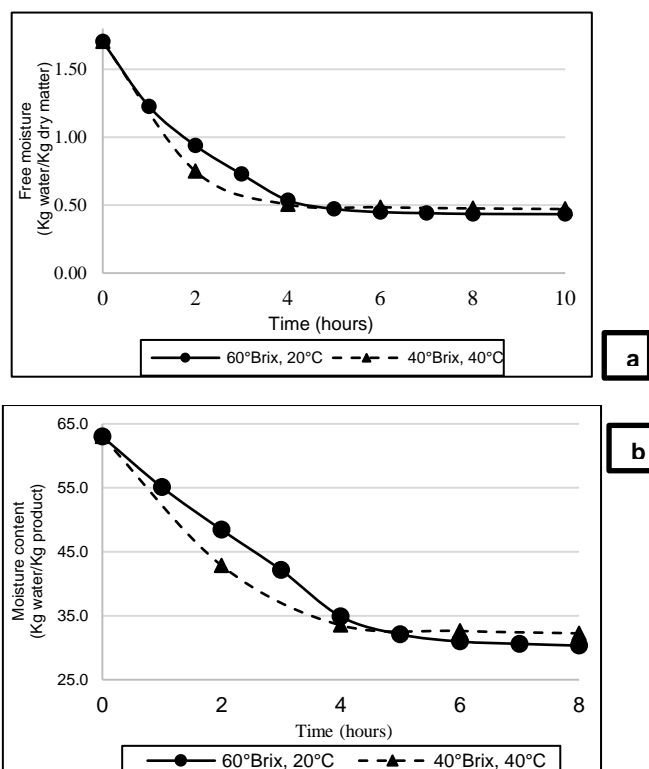 Free moisture
(Kg water/Kg dry matter)
1.50
1.00
0.50
0.00
0 2 4 6 8 10
Time (hours)
60°Brix, 20°C 40°Brix, 40°C
a
Moisture content
(Kg water/Kg product)
65.0
55.0
45.0
35.0
25.0
0 2 4 6 8
Time (hours)
60°Brix, 20°C 40°Brix, 40°C
b